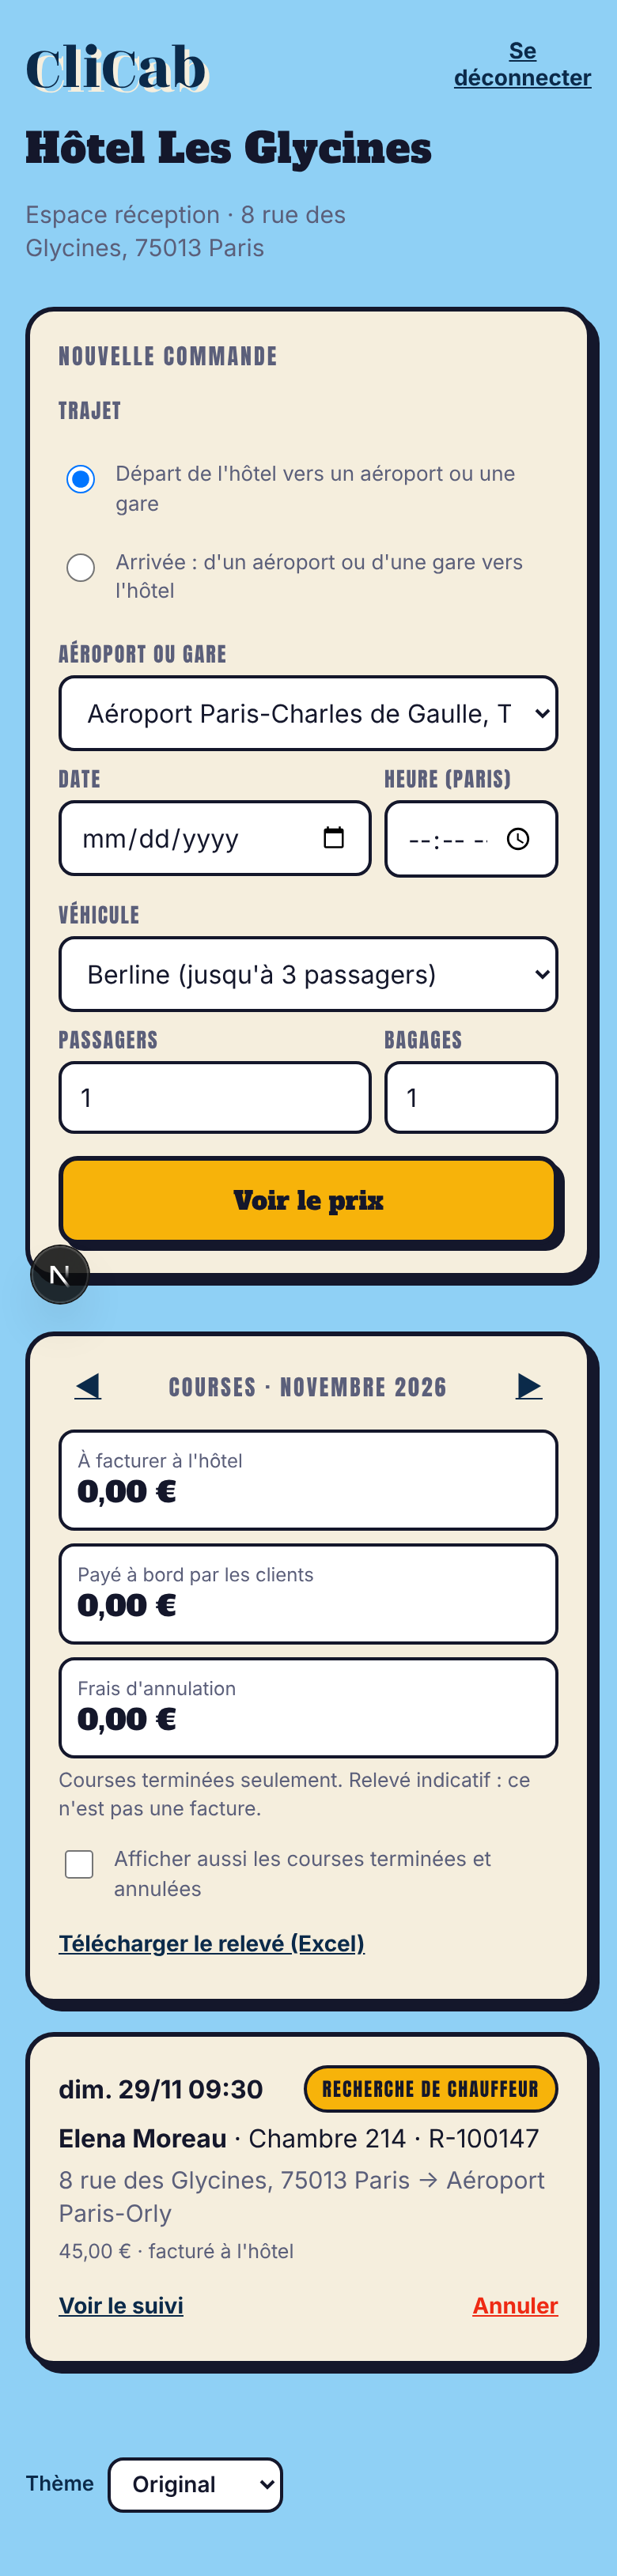 CliCab
Se
déconnecter
Hôtel Les Glycines
Espace réception · 8 rue des
Glycines, 75013 Paris
NOUVELLE COMMANDE
TRAJET
Départ de l'hôtel vers un aéroport ou une
gare
Arrivée : d'un aéroport ou d'une gare vers
l'hôtel
AÉROPORT OU GARE
Aéroport Paris-Charles de Gaulle, T
DATE
HEURE (PARIS)
mm/dd/yyyy
--:-- -
VÉHICULE
Berline (jusqu'à 3 passagers)
PASSAGERS
BAGAGES
1
1
Voir le prix
N
◀
COURSES · NOVEMBRE 2026
▶
À facturer à l'hôtel
0,00 €
Payé à bord par les clients
0,00 €
Frais d'annulation
0,00 €
Courses terminées seulement. Relevé indicatif : ce
n'est pas une facture.
Afficher aussi les courses terminées et
annulées
Télécharger le relevé (Excel)
dim. 29/11 09:30
RECHERCHE DE CHAUFFEUR
Elena Moreau · Chambre 214 · R-100147
8 rue des Glycines, 75013 Paris → Aéroport
Paris-Orly
45,00 € · facturé à l'hôtel
Voir le suivi
Annuler
Thème
Original